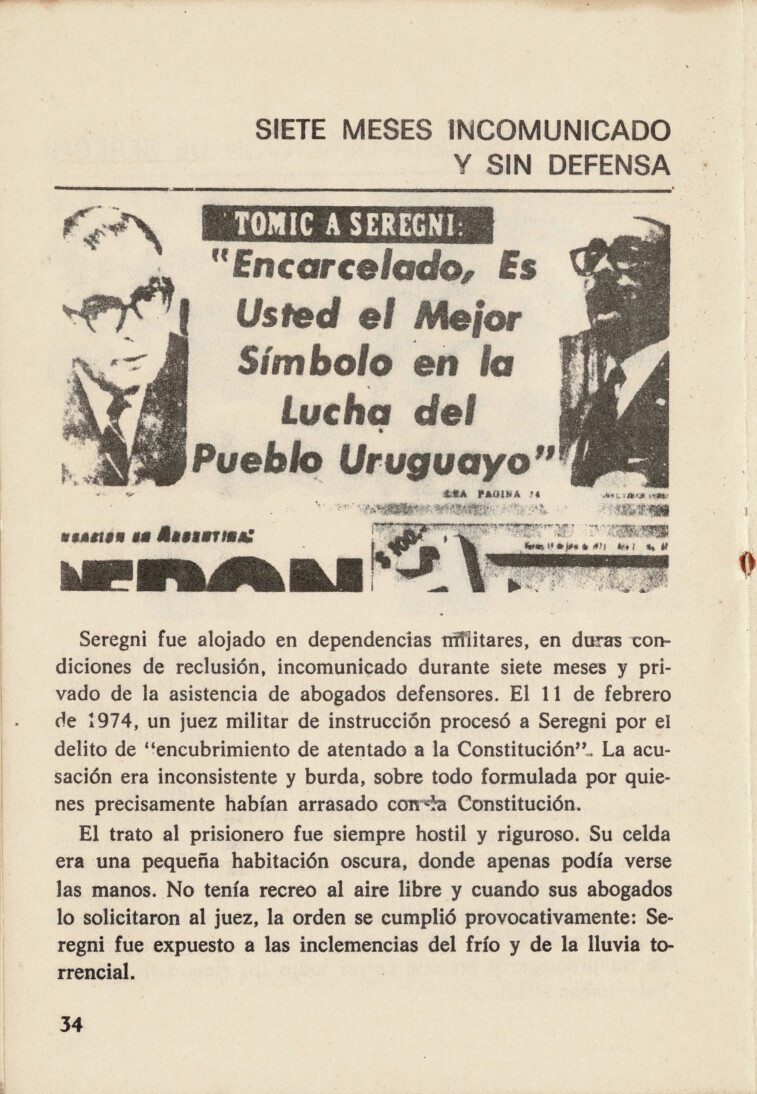 SIETE MESES INCOMUNICADO
Y SIN DEFENSA
TOMIC A SEREGNI:
"Encarcelado, Es
Usted el Mejor
Símbolo en la
Lucha del
Pueblo Uruguayo"
LEA PAGINA
ARGENTINA:
$ 100.-
Seregni fue alojado en dependencias militares, en duras con-
diciones de reclusión, incomunicado durante siete meses y pri-
vado de la asistencia de abogados defensores. El 11 de febrero
de 1974, un juez militar de instrucción procesó a Seregni por el
delito de "encubrimiento de atentado a la Constitución". La acu-
sación era inconsistente y burda, sobre todo formulada por quie-
nes precisamente habían arrasado con la Constitución.
El trato al prisionero fue siempre hostil y riguroso. Su celda
era una pequeña habitación oscura, donde apenas podía verse
las manos. No tenía recreo al aire libre y cuando sus abogados
lo solicitaron al juez, la orden se cumplió provocativamente: Se-
regni fue expuesto a las inclemencias del frío y de la lluvia to-
rrencial.
34